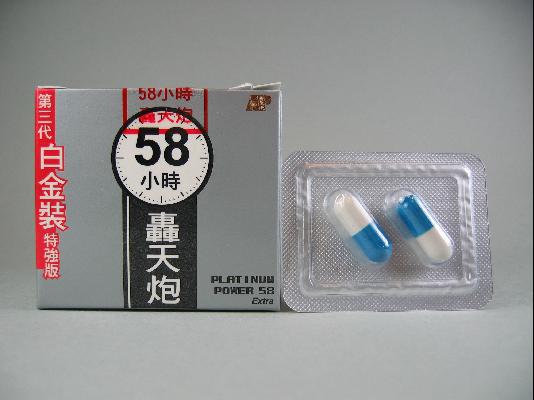 第三代
白金裝
特強版
58小時
轟天炮
58
小時
轟天炮
PLATINUM
POWER 58
Extra